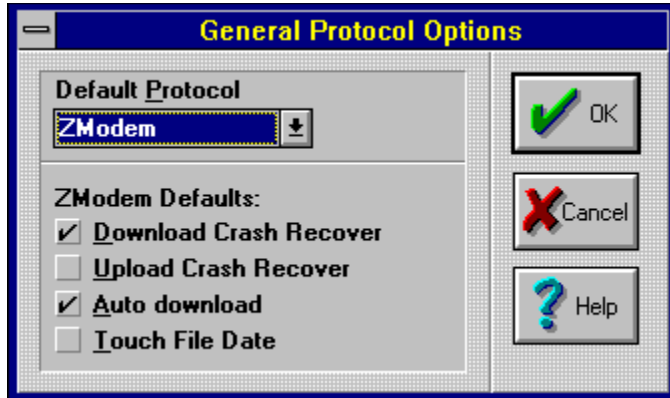 General Protocol Options
Default Protocol
ZModem
ZModem Defaults:
Download Crash Recover
Upload Crash Recover
Auto download
Touch File Date
OK
Cancel
Help